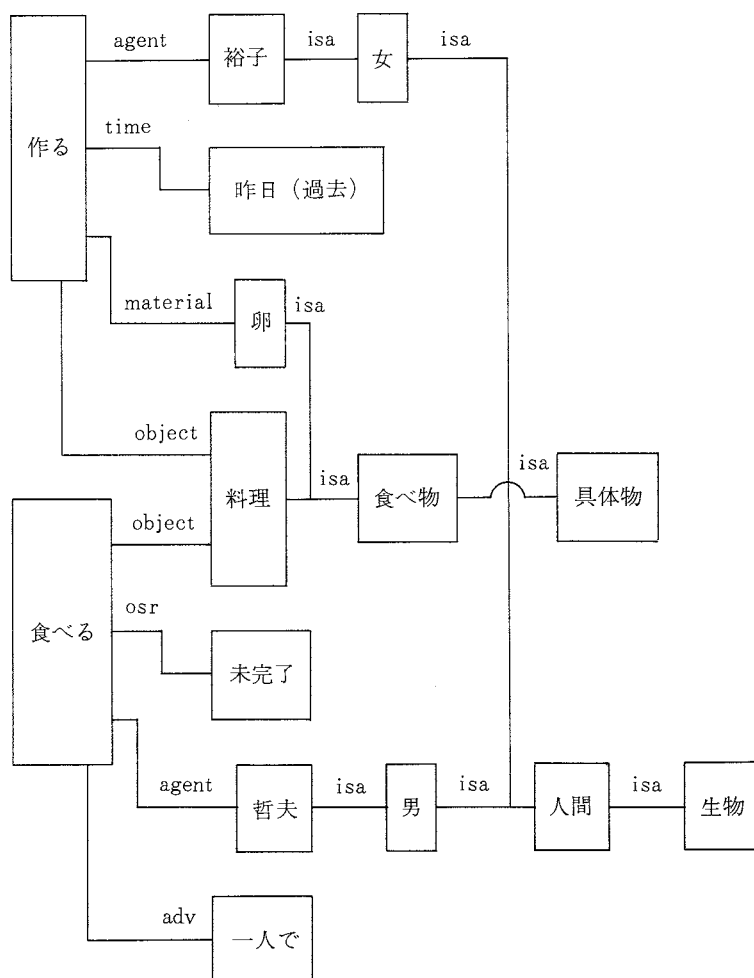 agent
裕子
isa
女
isa
作る
time
昨日（過去）
material
卵
isa
object
料理
isa
食べ物
isa
具体物
object
食べる
osr
未完了
agent
哲夫
isa
男
isa
人間
isa
生物
adv
一人で